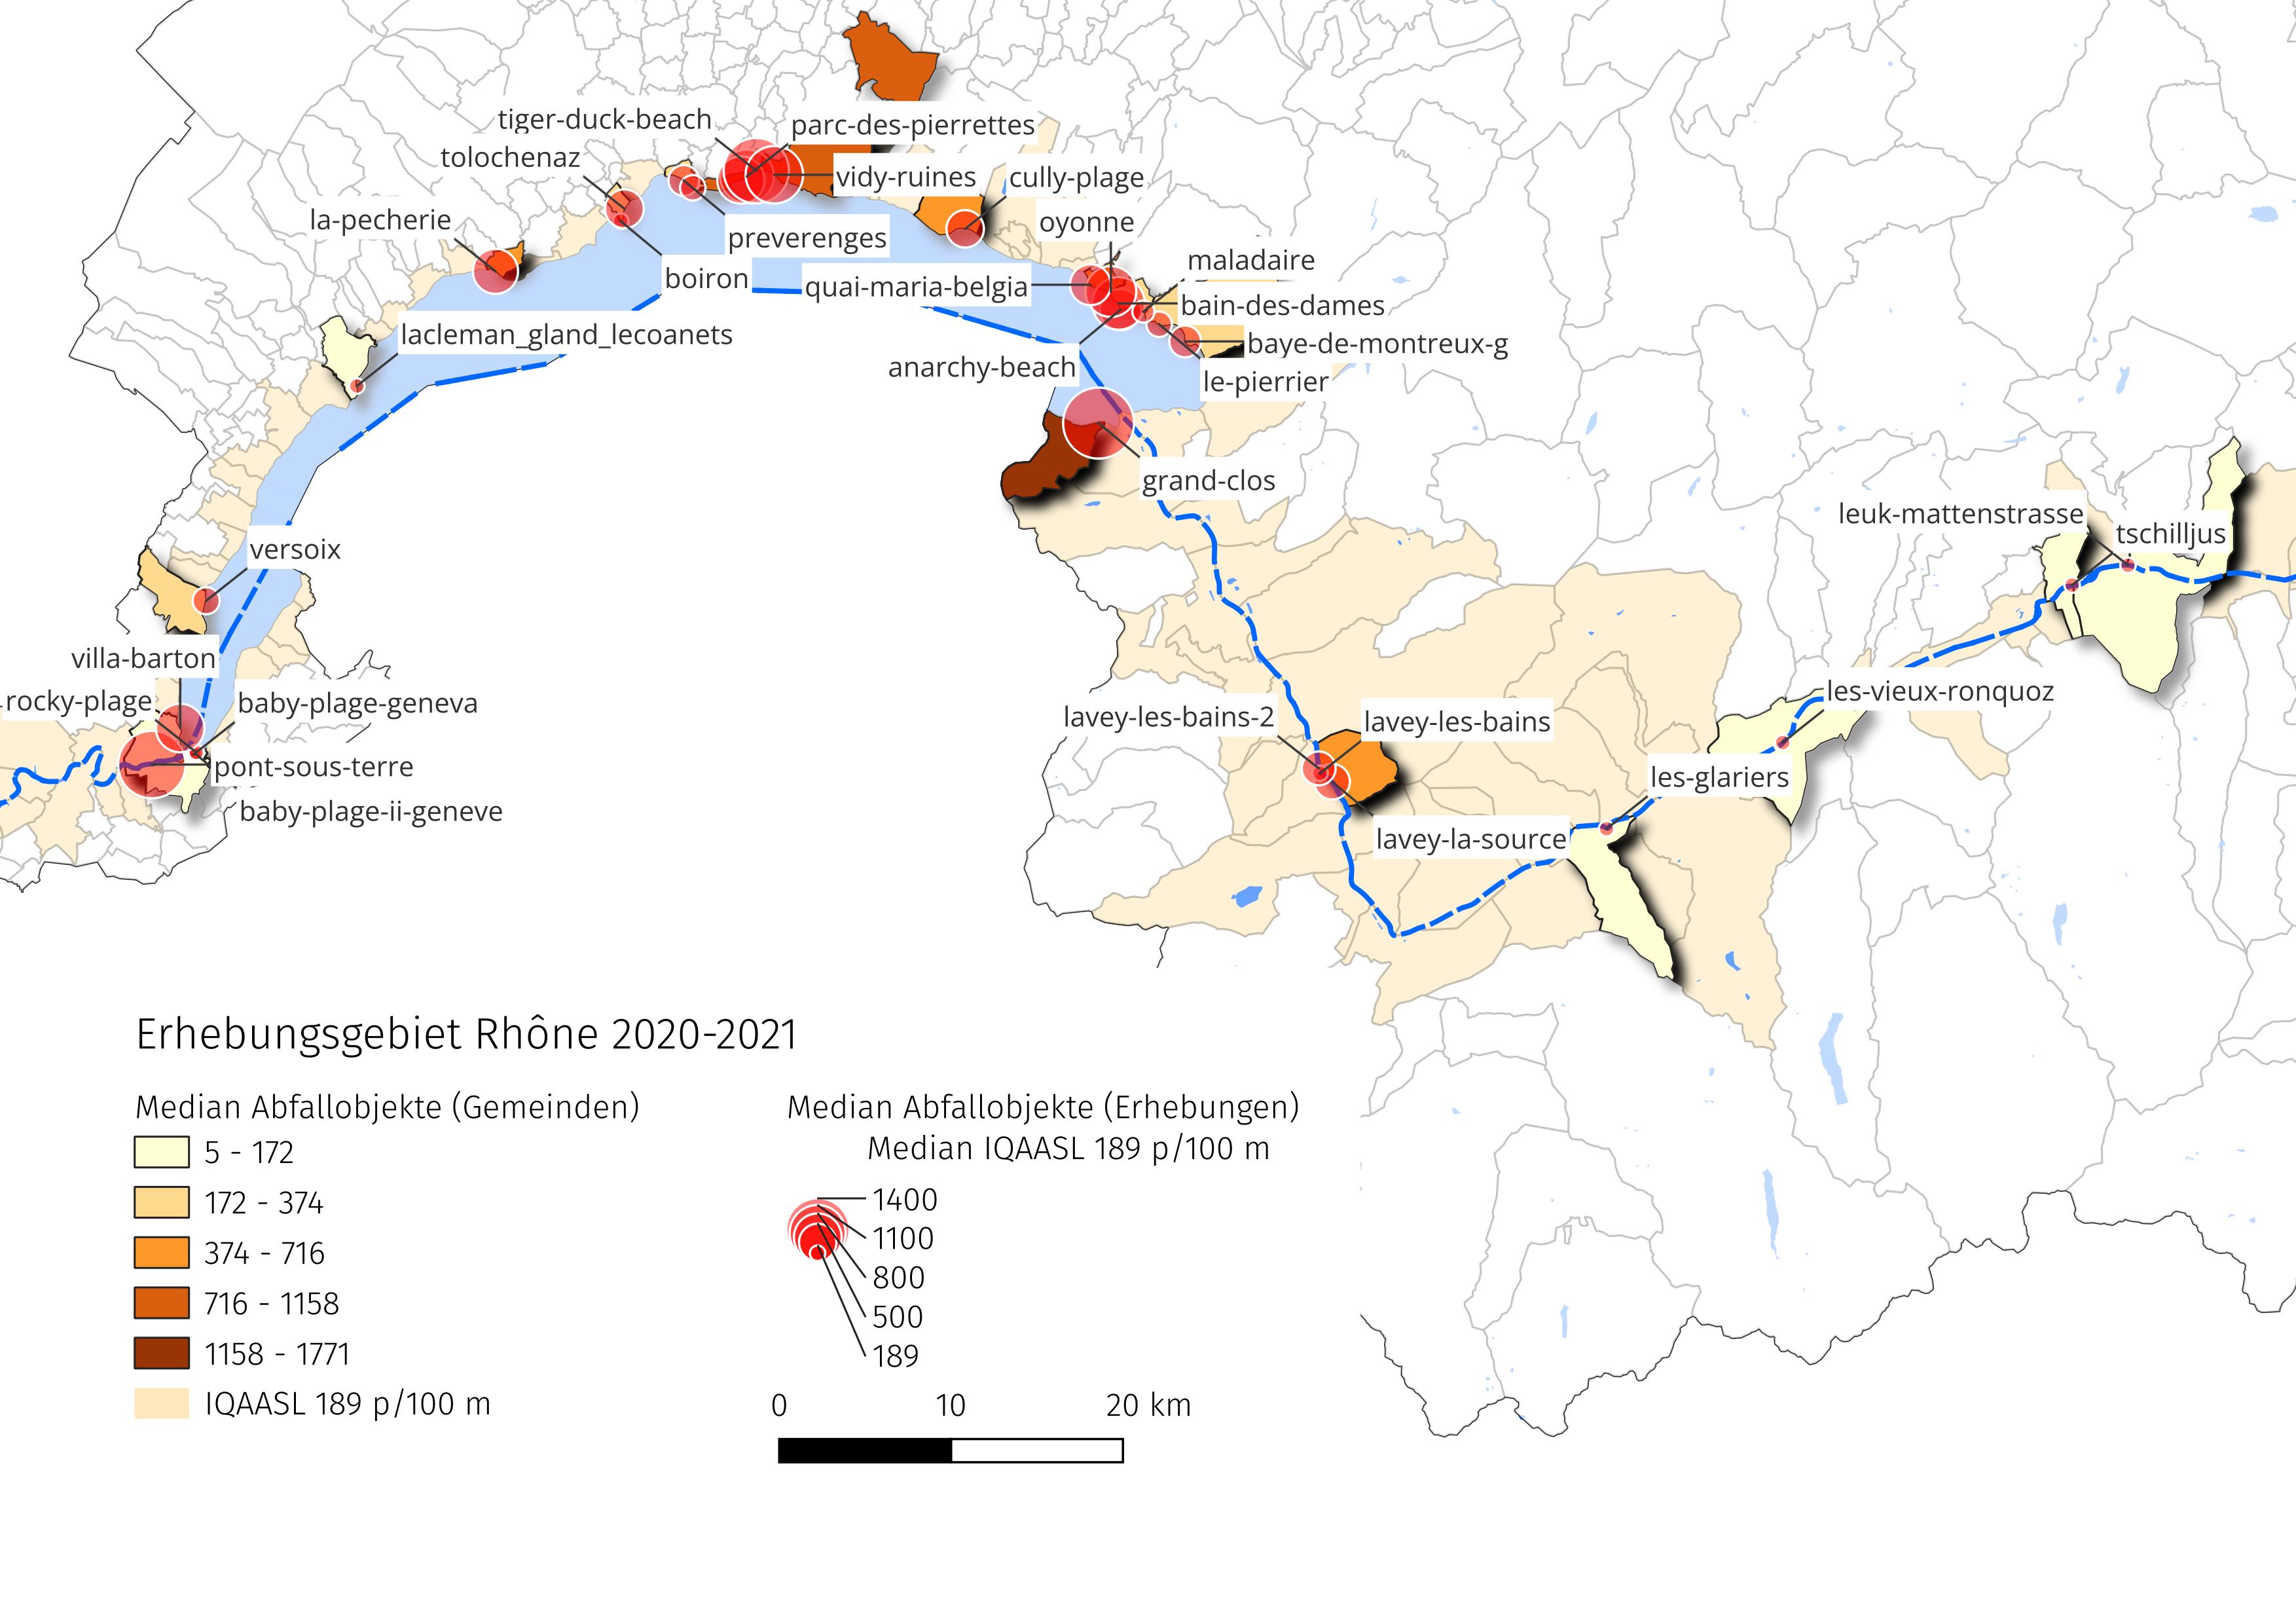 tiger-duck-beach
parc-des-pierrettes
tolochenaz
vidy-ruines
cully-plage
la-pecherie
oyonne
preverenges
maladaire
boiron
quai-maria-belgia
bain-des-dames
lacleman_gland_lecoanets
baye-de-montreux-g
anarchy-beach
le-pierrier
grand-clos
leuk-mattenstrasse
tschilljus
versoix
villa-barton
rocky-plage
baby-plage-geneva
les-vieux-ronquoz
lavey-les-bains-2
lavey-les-bains
pont-sous-terre
les-glariers
baby-plage-ii-geneve
lavey-la-source
Erhebungsgebiet Rhône 2020-2021
Median Abfallobjekte (Gemeinden)
5 - 172
172 - 374
374 - 716
716 - 1158
1158 - 1771
IQAASL 189 p/100 m
Median Abfallobjekte (Erhebungen)
Median IQAASL 189 p/100 m
1400
1100
800
500
189
0 10 20 km